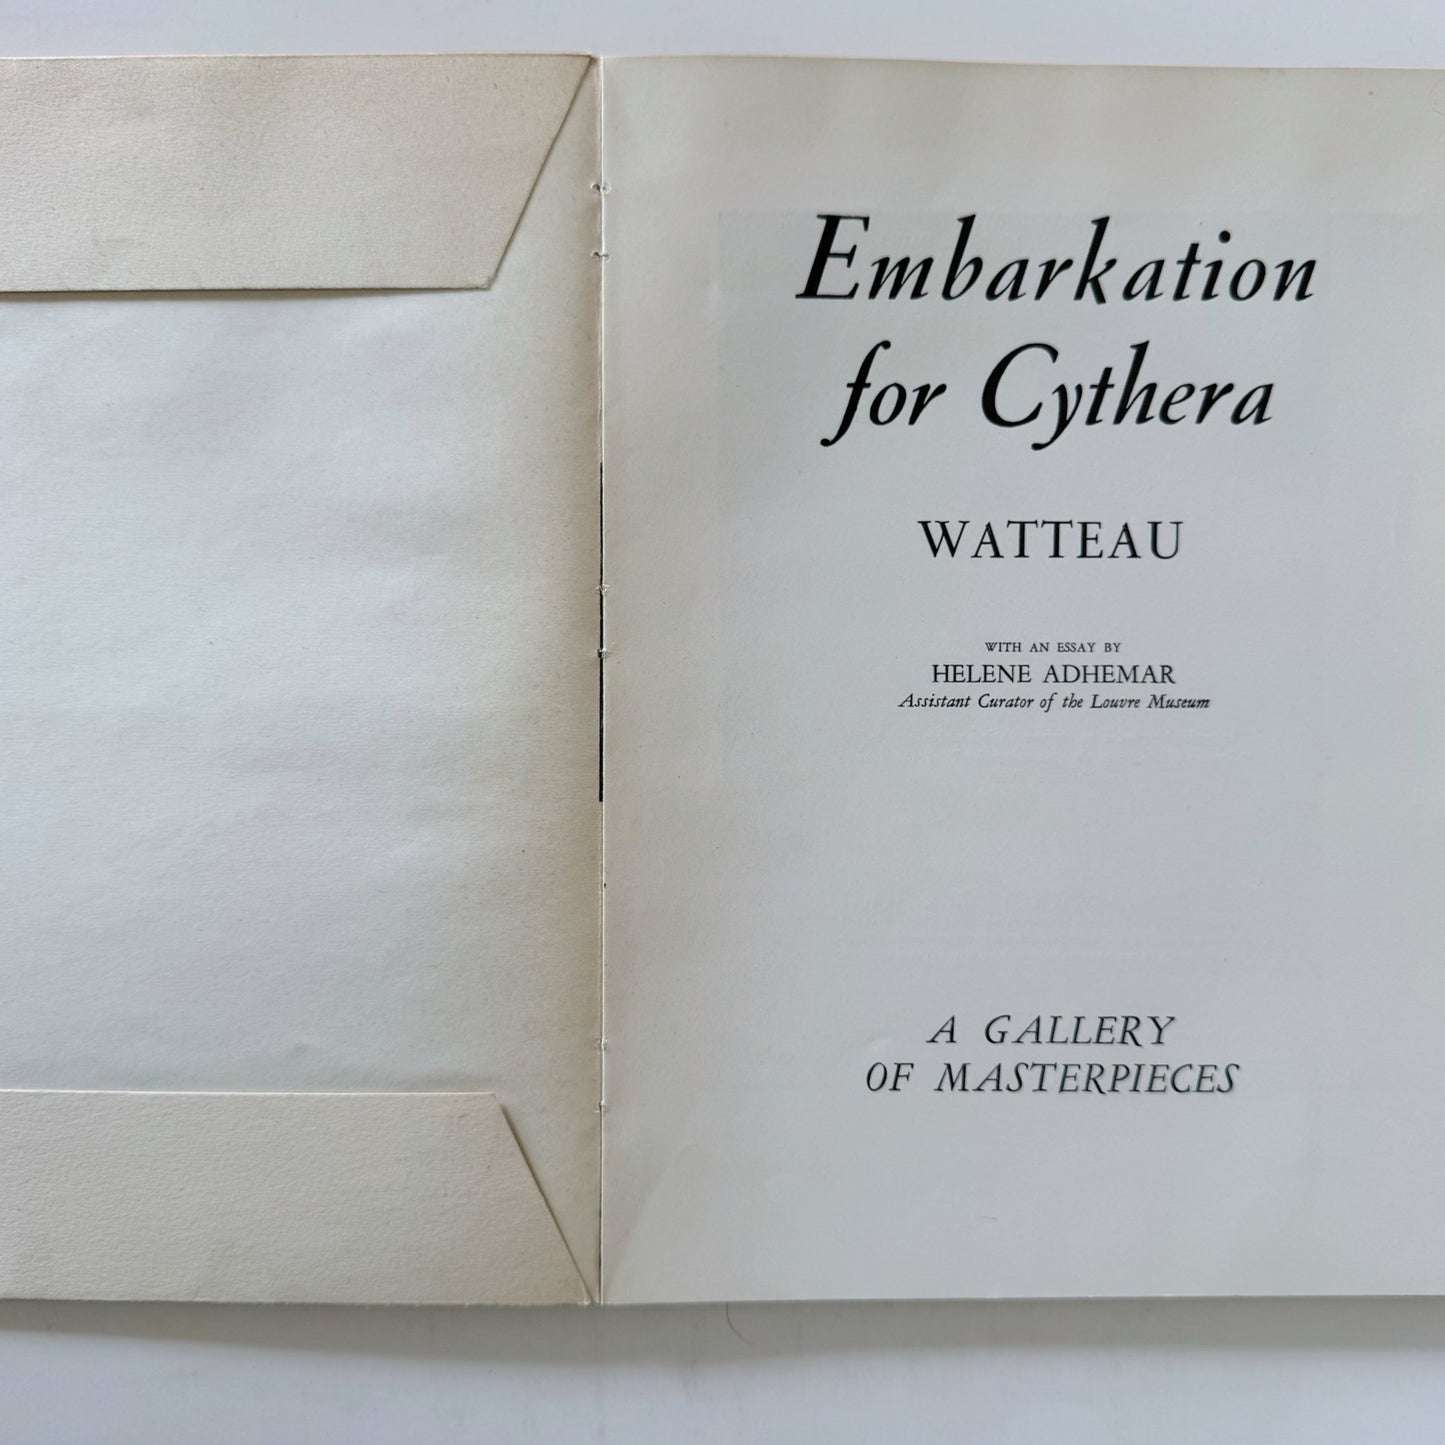 Embarkation
for Cythera
WATTEAU
WITH AN ESSAY BY
HELENE ADHEMAR
Assistant Curator of the Louvre Museum
A GALLERY
OF MASTERPIECES